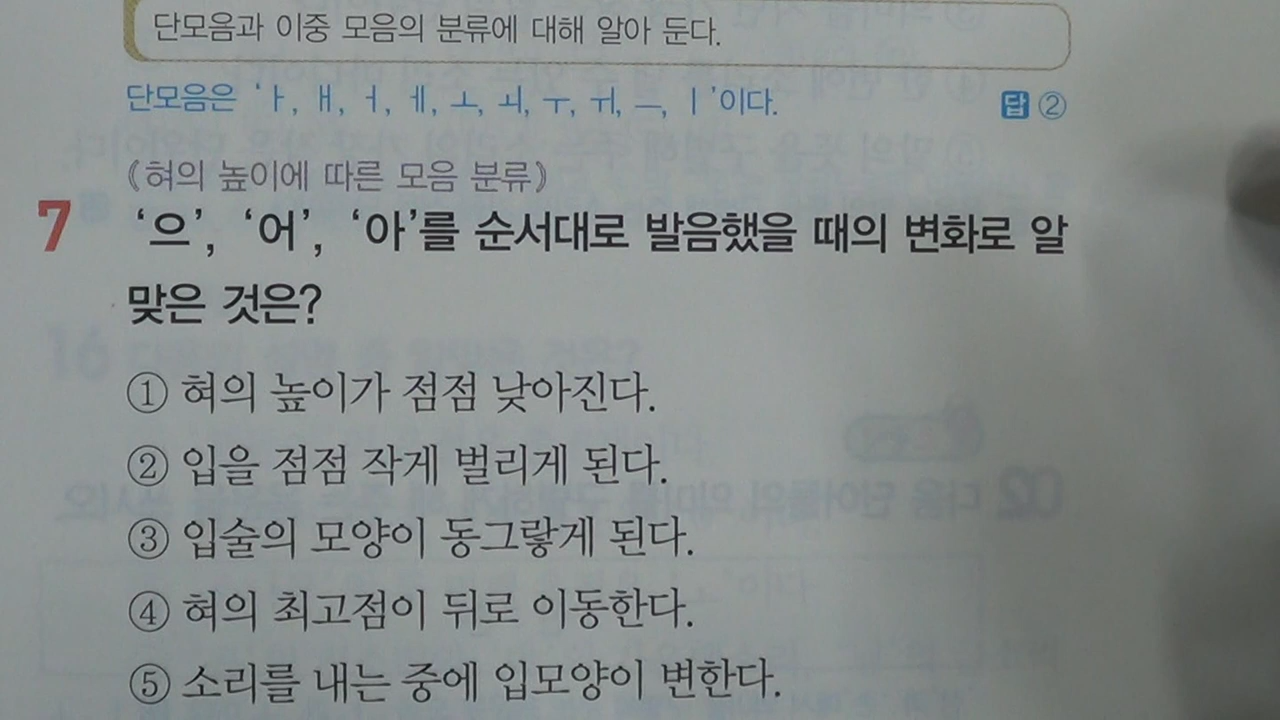 단모음과 이중 모음의 분류에 대해 알아 둔다.
단모음은 ‘ㅏ, ㅐ, ㅓ, ㅔ, ㅗ, ㅚ, ㅜ, ㅟ, ㅡ, ㅣ’이다. 답 ②
《혀의 높이에 따른 모음 분류》
7 ‘으’, ‘어’, ‘아’를 순서대로 발음했을 때의 변화로 알
맞은 것은?
① 혀의 높이가 점점 낮아진다.
② 입을 점점 작게 벌리게 된다.
③ 입술의 모양이 동그랗게 된다.
④ 혀의 최고점이 뒤로 이동한다.
⑤ 소리를 내는 중에 입모양이 변한다.